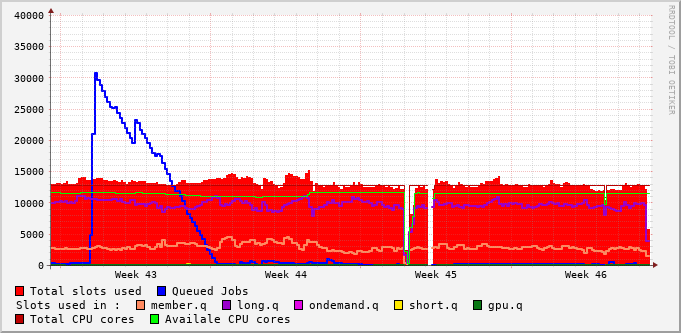 RRDTOOL / TOBI OETIKER
40000
35000
30000
25000
20000
15000
10000
5000
0
Week 43 Week 44 Week 45 Week 46
Total slots used Queued Jobs
Slots used in : member.q long.q ondemand.q short.q gpu.q
Total CPU cores Availale CPU cores